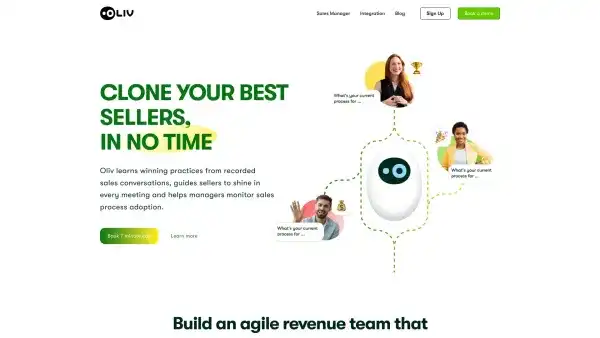 OLIV
Sales Manager
Integration
Blog
Sign Up
Book a demo
CLONE YOUR BEST
SELLERS,
IN NO TIME
Oliv learns winning practices from recorded
sales conversations, guides sellers to shine in
every meeting and helps managers monitor sales
process adoption.
Book
Learn more
What's your current
process for ...
What's your current
process for ...
What's your current
process for ...
Build an agile revenue team that